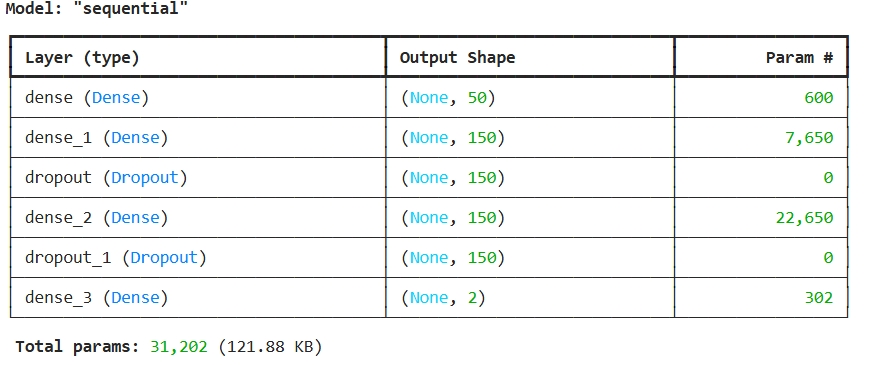 Model: "sequential"
Layer (type) Output Shape Param #
dense (Dense) (None, 50) 600
dense_1 (Dense) (None, 150) 7,650
dropout (Dropout) (None, 150) 0
dense_2 (Dense) (None, 150) 22,650
dropout_1 (Dropout) (None, 150) 0
dense_3 (Dense) (None, 2) 302
Total params: 31,202 (121.88 KB)